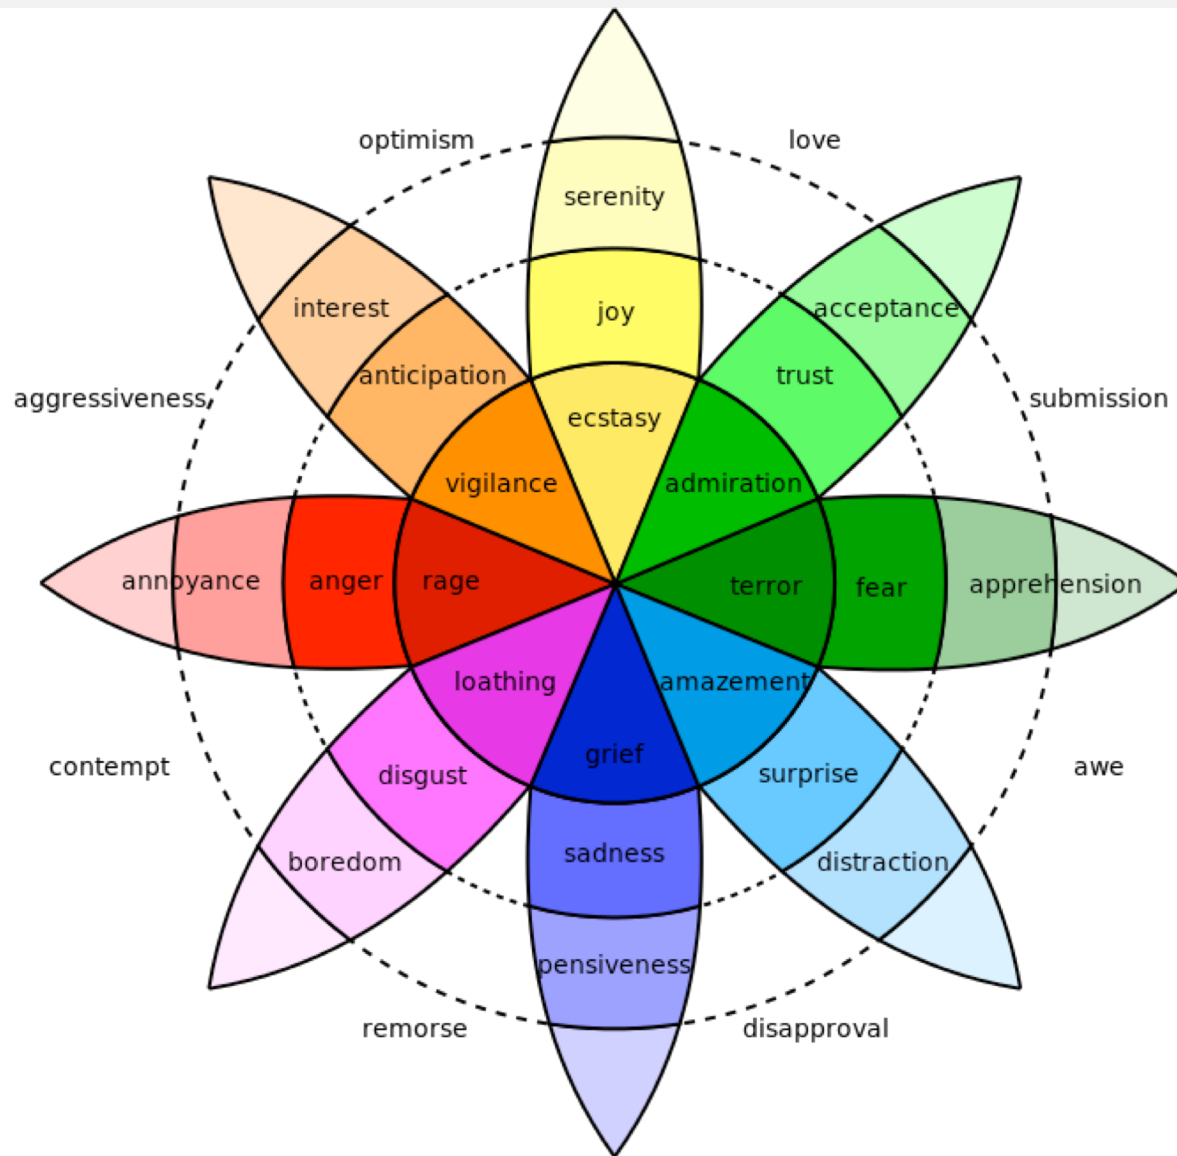 optimism
love
serenity
interest
joy
acceptance
anticipation
trust
aggressiveness
submission
ecstasy
vigilance
admiration
annoyance
anger
rage
terror
fear
apprehension
loathing
amazement
contempt
grief
awe
disgust
surprise
sadness
boredom
distraction
pensiveness
remorse
disapproval